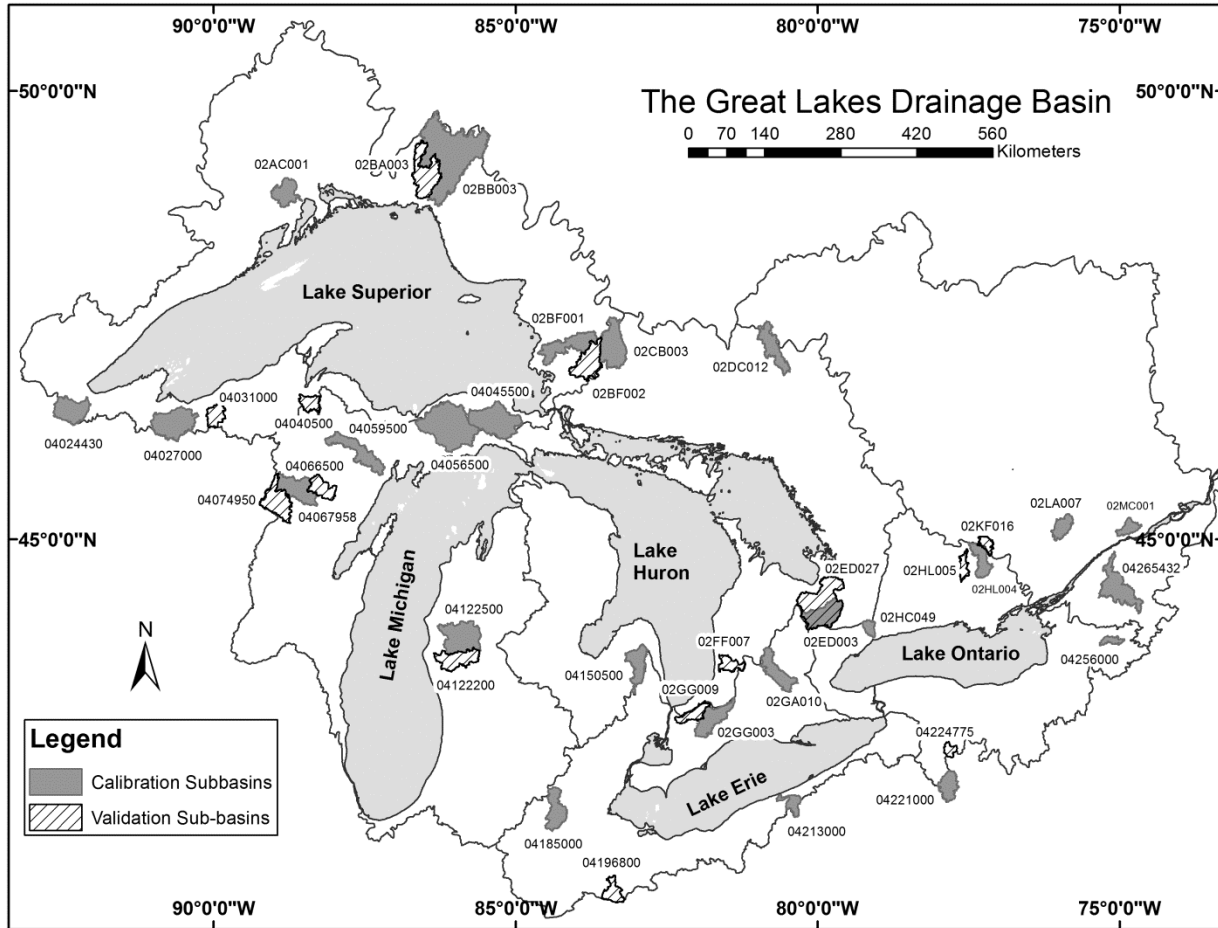 90°0'0"W
85°0'0"W
80°0'0"W
75°0'0"W
50°0'0"N
50°0'0"N
The Great Lakes Drainage Basin
0 70 140 280 420 560
Kilometers
02AC001
02BA003
02BB003
Lake Superior
02BF001
02CB003
02DC012
02BF002
04031000
04045500
04040500
04059500
04024430
04027000
04056500
04066500
04074950
04067958
02LA007
02MC001
02KF016
45°0'0"N
45°0'0"N
Lake
Huron
02ED027
02HL005
04265432
02HL004
Lake Michigan
04122500
02HC049
02FF007
02ED003
Lake Ontario
04256000
N
04150500
04122200
02GG009
02GA010
02GG003
04224775
Legend
Calibration Subbasins
Validation Sub-basins
Lake Erie
04221000
04213000
04185000
04196800
90°0'0"W
85°0'0"W
80°0'0"W
75°0'0"W